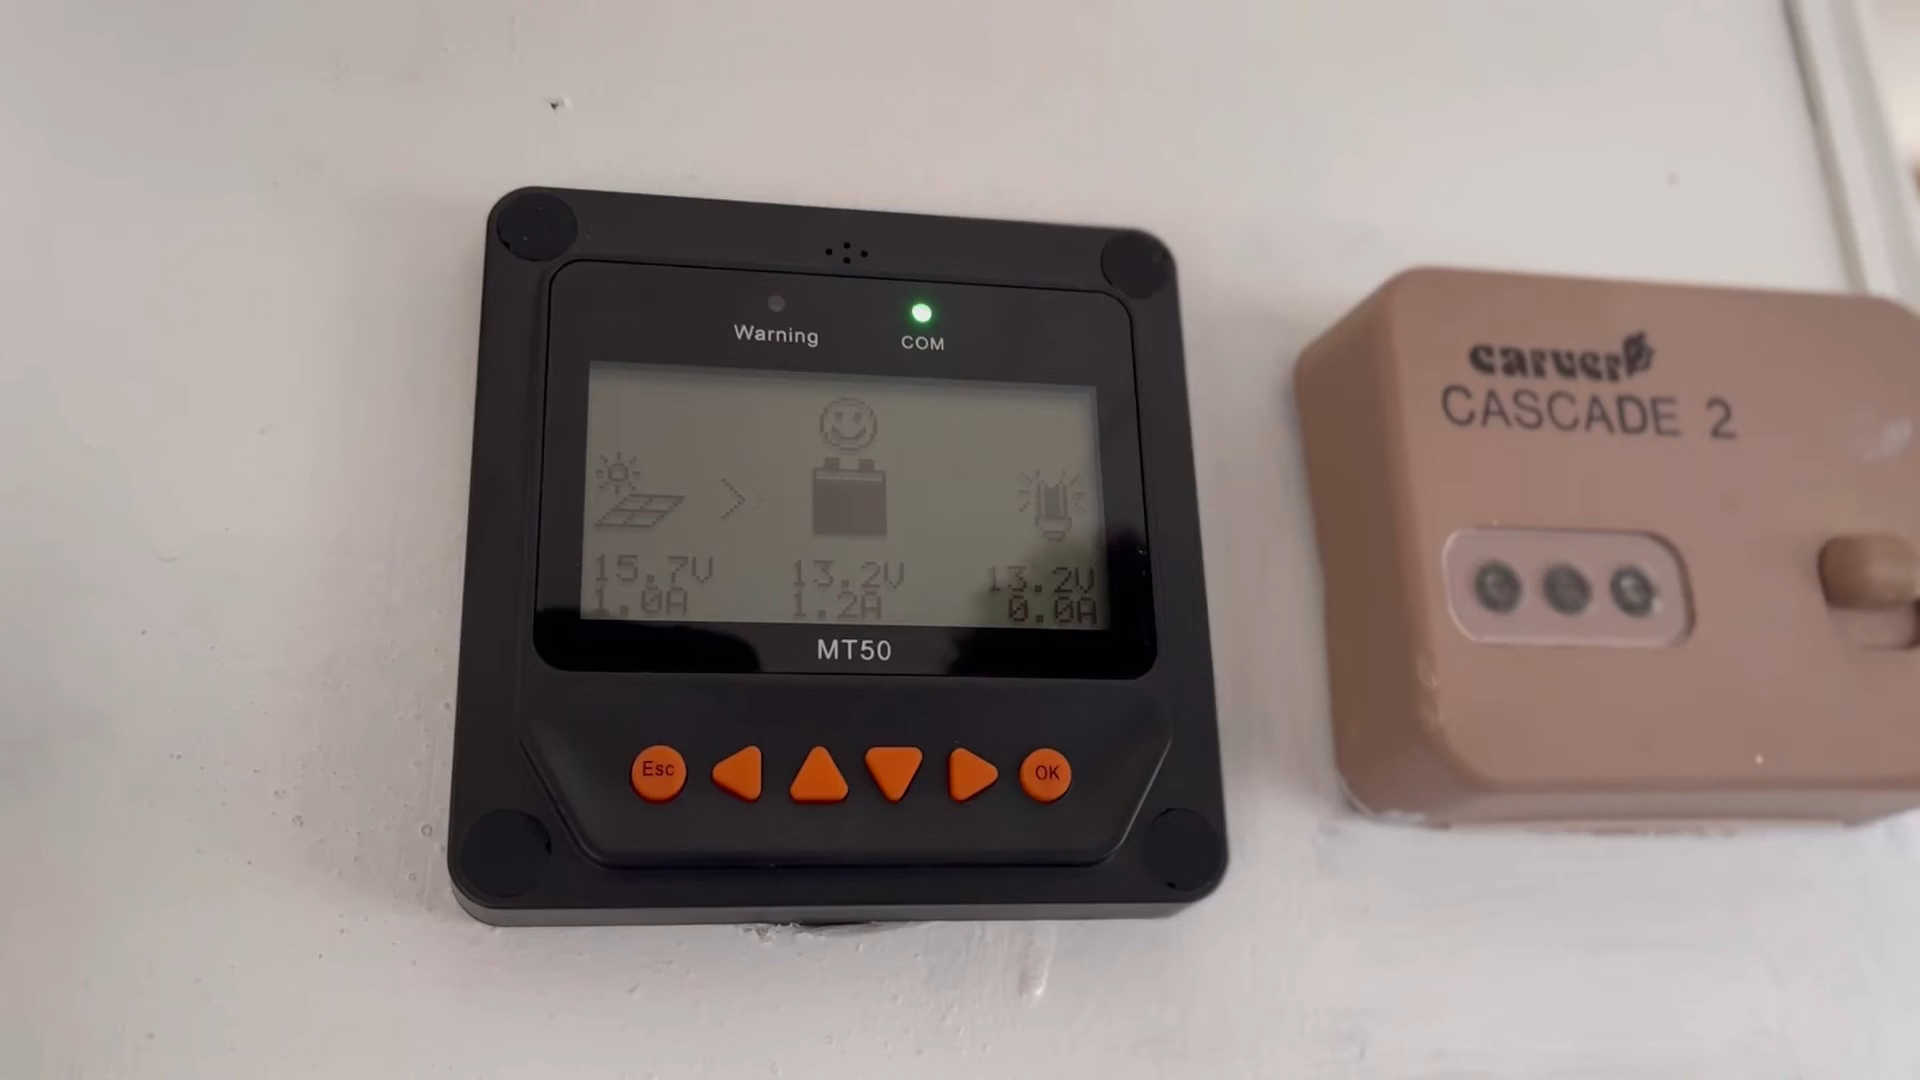 Warning
COM
15.7V
1.0A
13.2V
1.2A
13.2V
0.0A
MT50
Esc
OK
carver
CASCADE 2